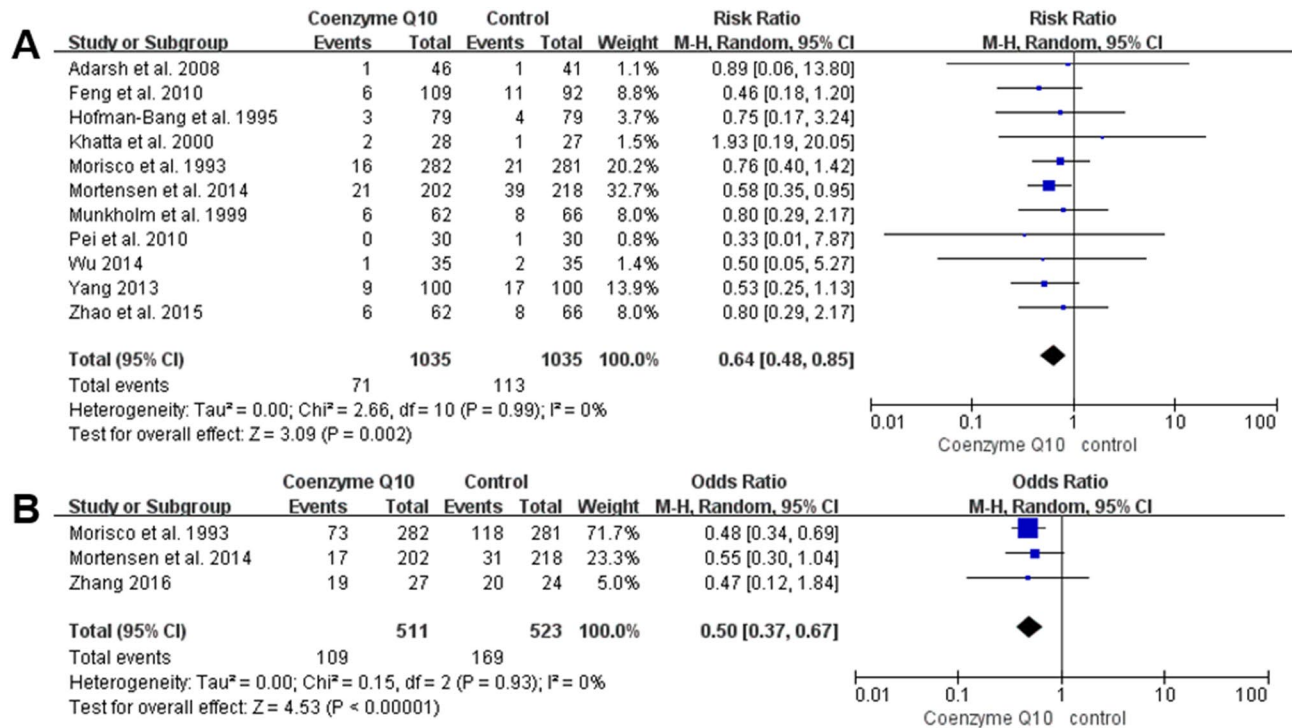 A
Coenzyme Q10 Control Risk Ratio Risk Ratio
Study or Subgroup Events Total Events Total Weight M-H, Random, 95% CI M-H, Random, 95% CI
Adarsh et al. 2008 1 46 1 41 1.1% 0.89 [0.06, 13.80]
Feng et al. 2010 6 109 11 92 8.8% 0.46 [0.18, 1.20]
Hofman-Bang et al. 1995 3 79 4 79 3.7% 0.75 [0.17, 3.24]
Khatta et al. 2000 2 28 1 27 1.4% 1.93 [0.19, 20.05]
Morisco et al. 1993 16 282 21 281 20.2% 0.76 [0.40, 1.42]
Mortensen et al. 2014 21 202 39 218 32.7% 0.58 [0.35, 0.95]
Munkholm et al. 1999 6 62 8 66 8.0% 0.80 [0.29, 2.17]
Pei et al. 2010 0 30 1 30 0.8% 0.33 [0.01, 7.87]
Wu 2014 1 35 2 35 1.4% 0.50 [0.05, 5.27]
Yang 2013 9 100 17 100 13.9% 0.53 [0.25, 1.13]
Zhao et al. 2015 6 62 8 66 8.0% 0.80 [0.29, 2.17]
Total (95% CI) 1035 1035 100.0% 0.64 [0.48, 0.85]
Total events 71 113
Heterogeneity: Tau² = 0.00; Chi² = 2.66, df = 10 (P = 0.99); I² = 0%
Test for overall effect: Z = 3.09 (P = 0.002)
0.01 0.1 1 10 100
Coenzyme Q10 control
B
Coenzyme Q10 Control Odds Ratio Odds Ratio
Study or Subgroup Events Total Events Total Weight M-H, Random, 95% CI M-H, Random, 95% CI
Morisco et al. 1993 73 282 118 281 71.7% 0.48 [0.34, 0.69]
Mortensen et al. 2014 17 202 31 218 23.3% 0.55 [0.30, 1.04]
Zhang 2016 19 27 20 24 5.0% 0.47 [0.12, 1.84]
Total (95% CI) 511 523 100.0% 0.50 [0.37, 0.67]
Total events 109 169
Heterogeneity: Tau² = 0.00; Chi² = 0.15, df = 2 (P = 0.93); I² = 0%
Test for overall effect: Z = 4.53 (P < 0.00001)
0.01 0.1 1 10 100
Coenzyme Q10 control